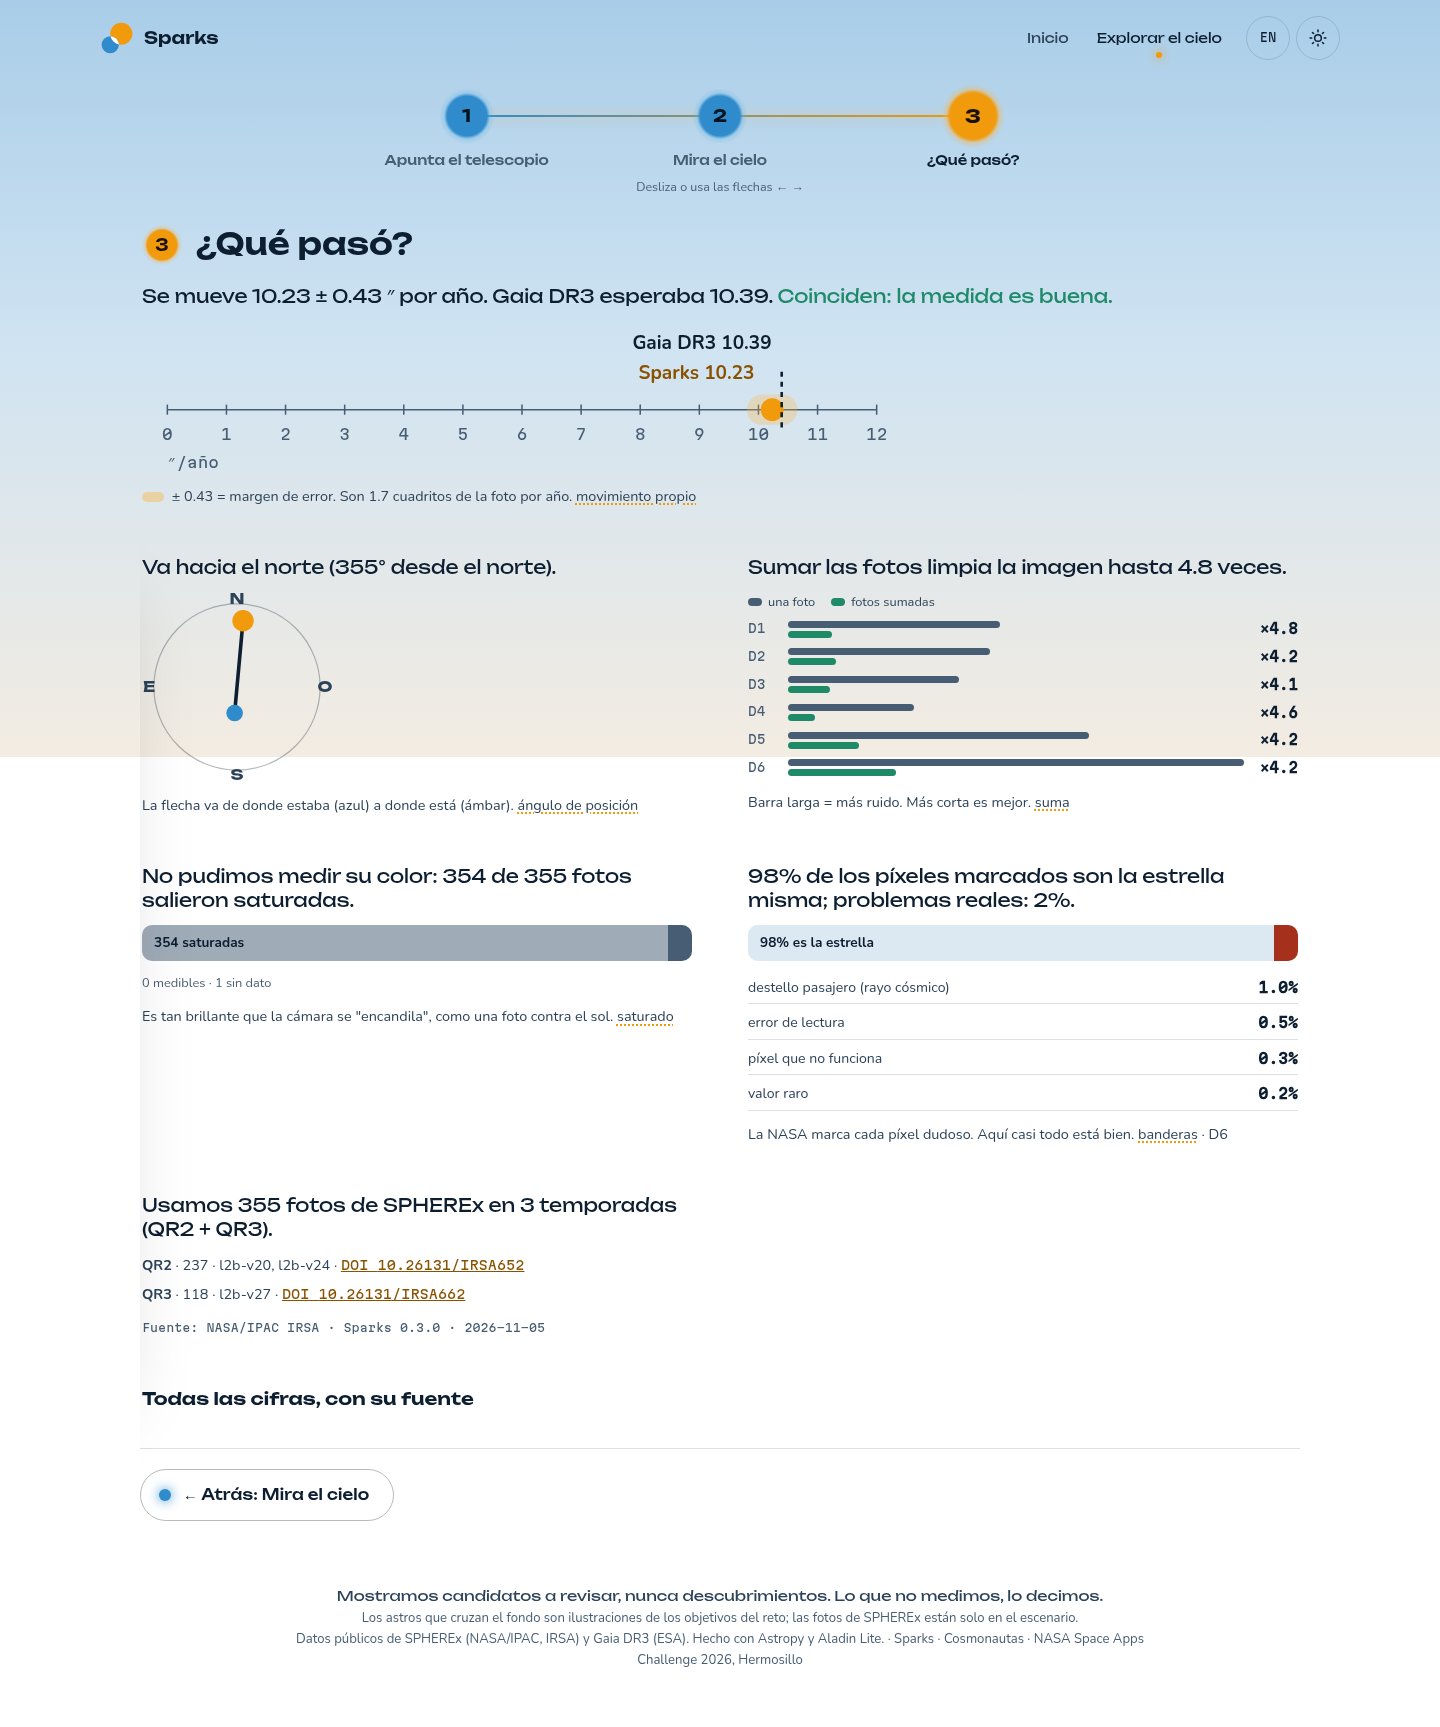 Sparks
Inicio
Explorar el cielo
EN
1
2
3
Apunta el telescopio
Mira el cielo
¿Qué pasó?
Desliza o usa las flechas ← →
3
¿Qué pasó?
Se mueve 10.23 ± 0.43 ″ por año. Gaia DR3 esperaba 10.39. Coinciden: la medida es buena.
Gaia DR3 10.39
Sparks 10.23
0 1 2 3 4 5 6 7 8 9 10 11 12
″/año
± 0.43 = margen de error. Son 1.7 cuadritos de la foto por año. movimiento propio
Va hacia el norte (355° desde el norte).
N
E
O
S
La flecha va de donde estaba (azul) a donde está (ámbar). ángulo de posición
Sumar las fotos limpia la imagen hasta 4.8 veces.
una foto fotos sumadas
D1 ×4.8
D2 ×4.2
D3 ×4.1
D4 ×4.6
D5 ×4.2
D6 ×4.2
Barra larga = más ruido. Más corta es mejor. suma
No pudimos medir su color: 354 de 355 fotos
salieron saturadas.
354 saturadas
0 medibles · 1 sin dato
Es tan brillante que la cámara se "encandila", como una foto contra el sol. saturado
98% de los píxeles marcados son la estrella
misma; problemas reales: 2%.
98% es la estrella
destello pasajero (rayo cósmico) 1.0%
error de lectura 0.5%
píxel que no funciona 0.3%
valor raro 0.2%
La NASA marca cada píxel dudoso. Aquí casi todo está bien. banderas · D6
Usamos 355 fotos de SPHEREx en 3 temporadas
(QR2 + QR3).
QR2 · 237 · l2b-v20, l2b-v24 · DOI 10.26131/IRSA652
QR3 · 118 · l2b-v27 · DOI 10.26131/IRSA662
Fuente: NASA/IPAC IRSA · Sparks 0.3.0 · 2026-11-05
Todas las cifras, con su fuente
← Atrás: Mira el cielo
Mostramos candidatos a revisar, nunca descubrimientos. Lo que no medimos, lo decimos.
Los astros que cruzan el fondo son ilustraciones de los objetivos del reto; las fotos de SPHEREx están solo en el escenario.
Datos públicos de SPHEREx (NASA/IPAC, IRSA) y Gaia DR3 (ESA). Hecho con Astropy y Aladin Lite. · Sparks · Cosmonautas · NASA Space Apps
Challenge 2026, Hermosillo